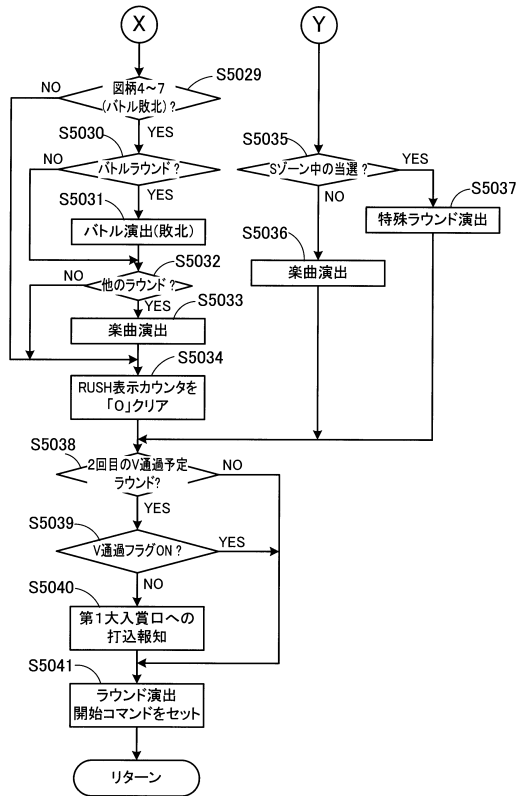 X
Y
S5029
図柄4～7
(バトル敗北)?
NO
YES
S5030
バトルラウンド?
NO
YES
S5031
バトル演出(敗北)
S5032
他のラウンド?
NO
YES
S5033
楽曲演出
S5034
RUSH表示カウンタを
「0」クリア
S5035
Sゾーン中の当選?
YES
NO
S5037
特殊ラウンド演出
S5036
楽曲演出
S5038
2回目のV通過予定
ラウンド?
NO
YES
S5039
V通過フラグON?
YES
NO
S5040
第1大入賞口への
打込報知
S5041
ラウンド演出
開始コマンドをセット
リターン